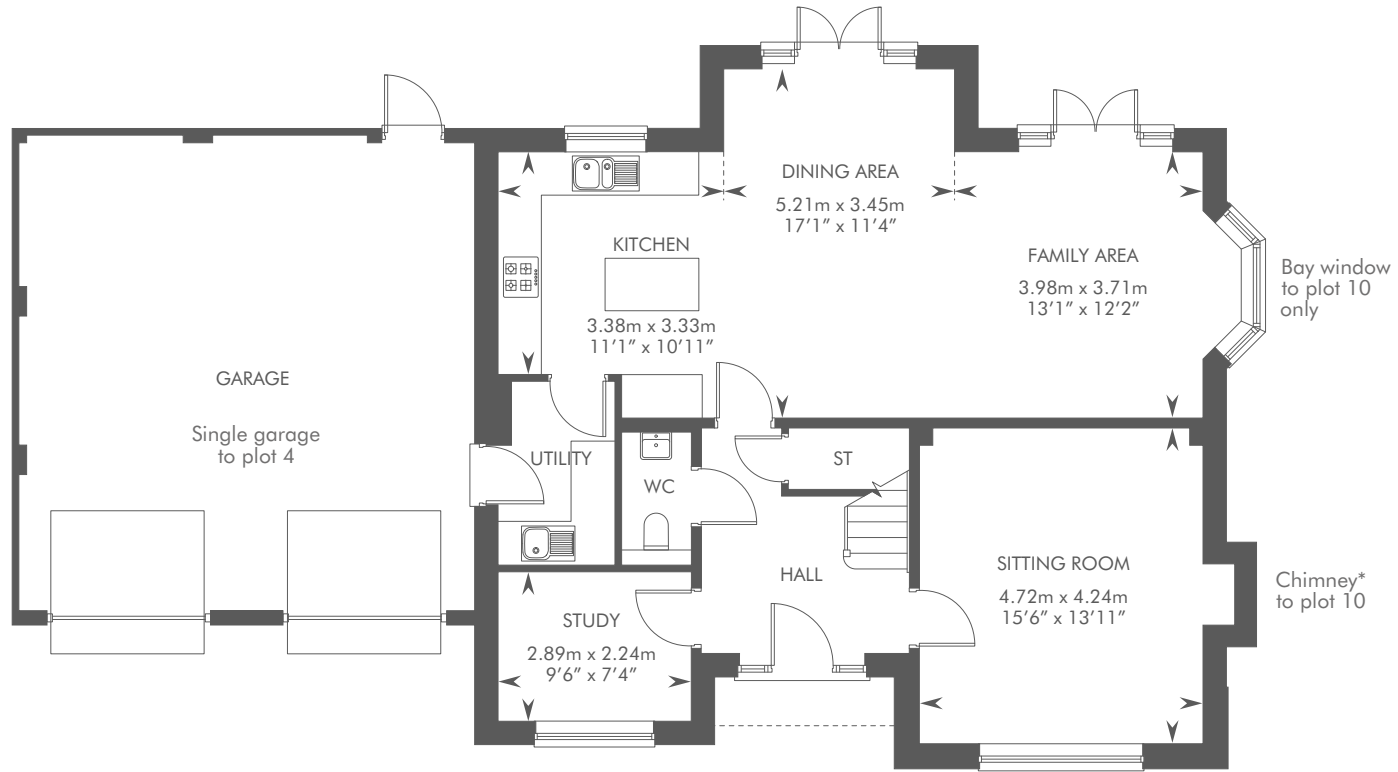 DINING AREA
5.21m x 3.45m
17'1" x 11'4"
KITCHEN
3.38m x 3.33m
11'1" x 10'11"
FAMILY AREA
3.98m x 3.71m
13'1" x 12'2"
Bay window
to plot 10
only
GARAGE
Single garage
to plot 4
UTILITY
WC
ST
HALL
SITTING ROOM
4.72m x 4.24m
15'6" x 13'11"
Chimney*
to plot 10
STUDY
2.89m x 2.24m
9'6" x 7'4"